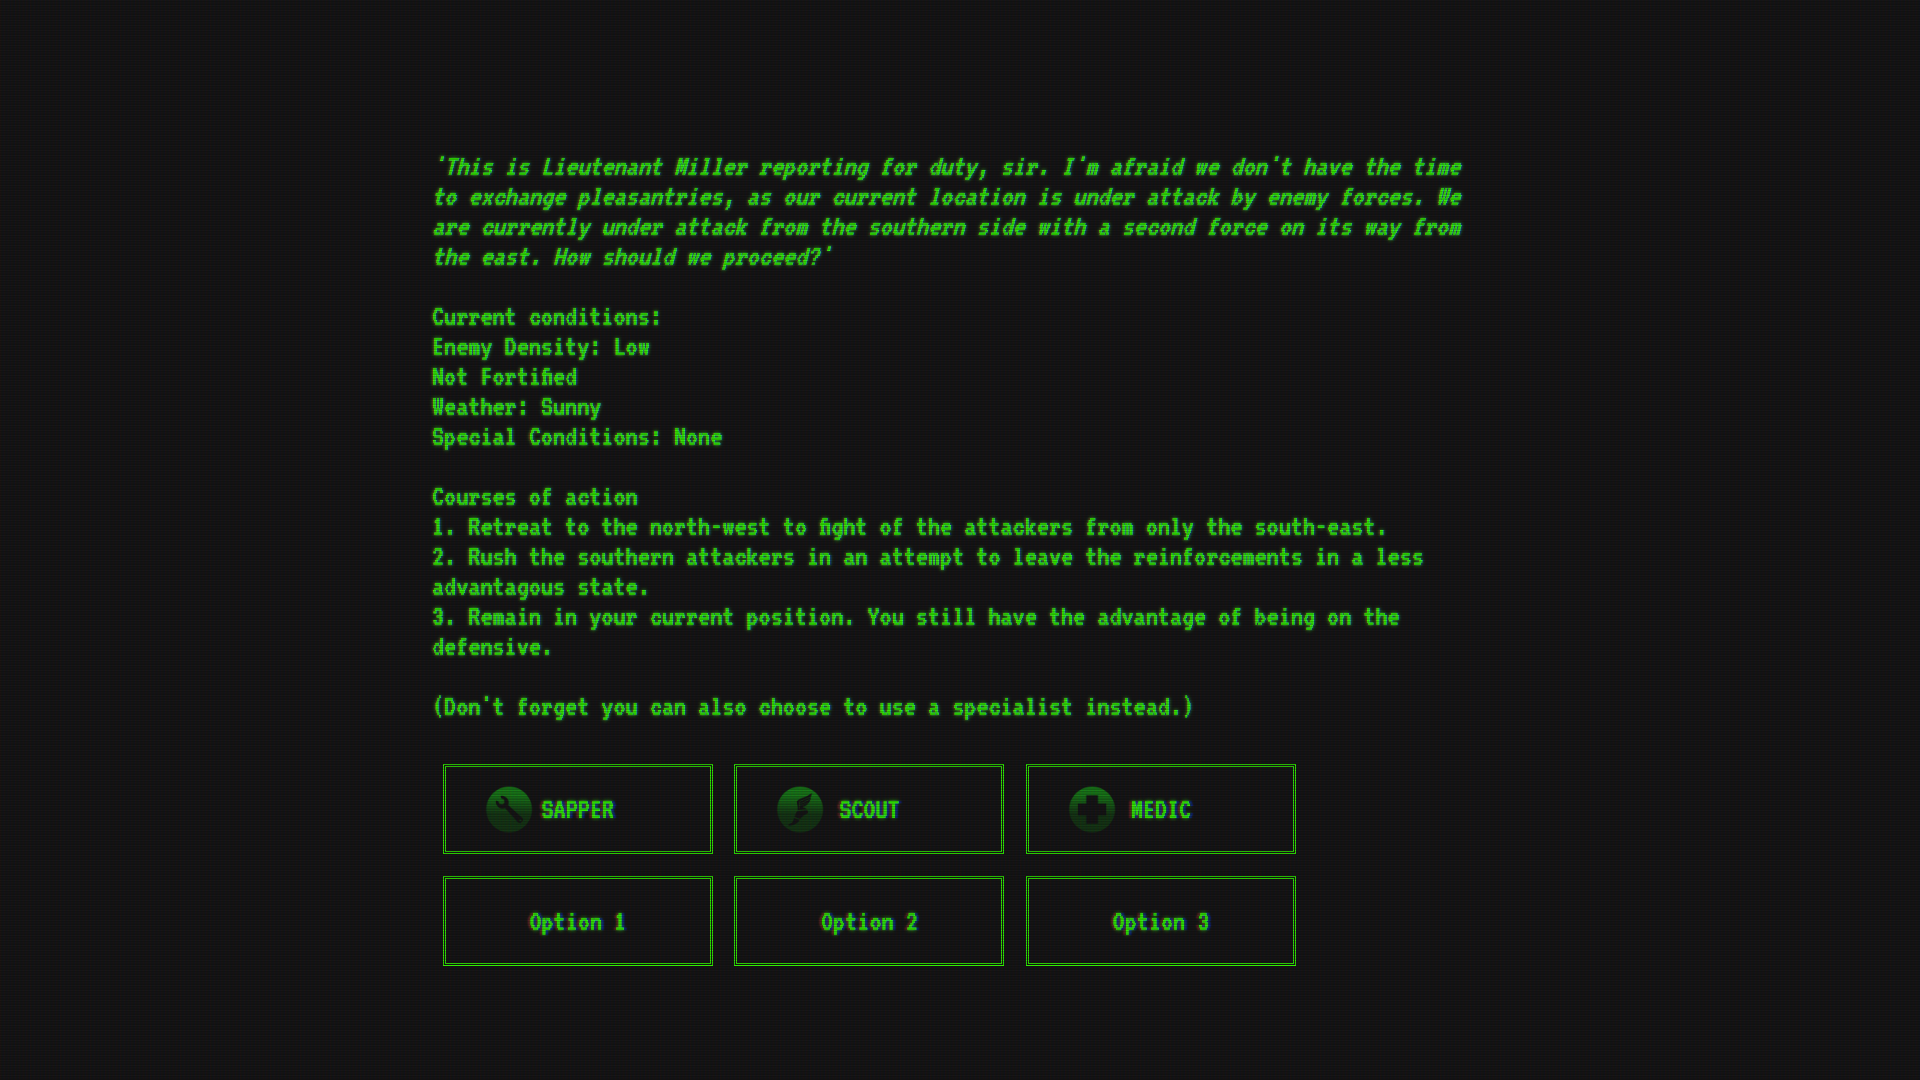 'This is Lieutenant Miller reporting for duty, sir. I'm afraid we don't have the time
to exchange pleasantries, as our current location is under attack by enemy forces. We
are currently under attack from the southern side with a second force on its way from
the east. How should we proceed?'
Current conditions:
Enemy Density: Low
Not Fortified
Weather: Sunny
Special Conditions: None
Courses of action
1. Retreat to the north-west to fight of the attackers from only the south-east.
2. Rush the southern attackers in an attempt to leave the reinforcements in a less
advantagous state.
3. Remain in your current position. You still have the advantage of being on the
defensive.
(Don't forget you can also choose to use a specialist instead.)
SAPPER SCOUT MEDIC
Option 1 Option 2 Option 3